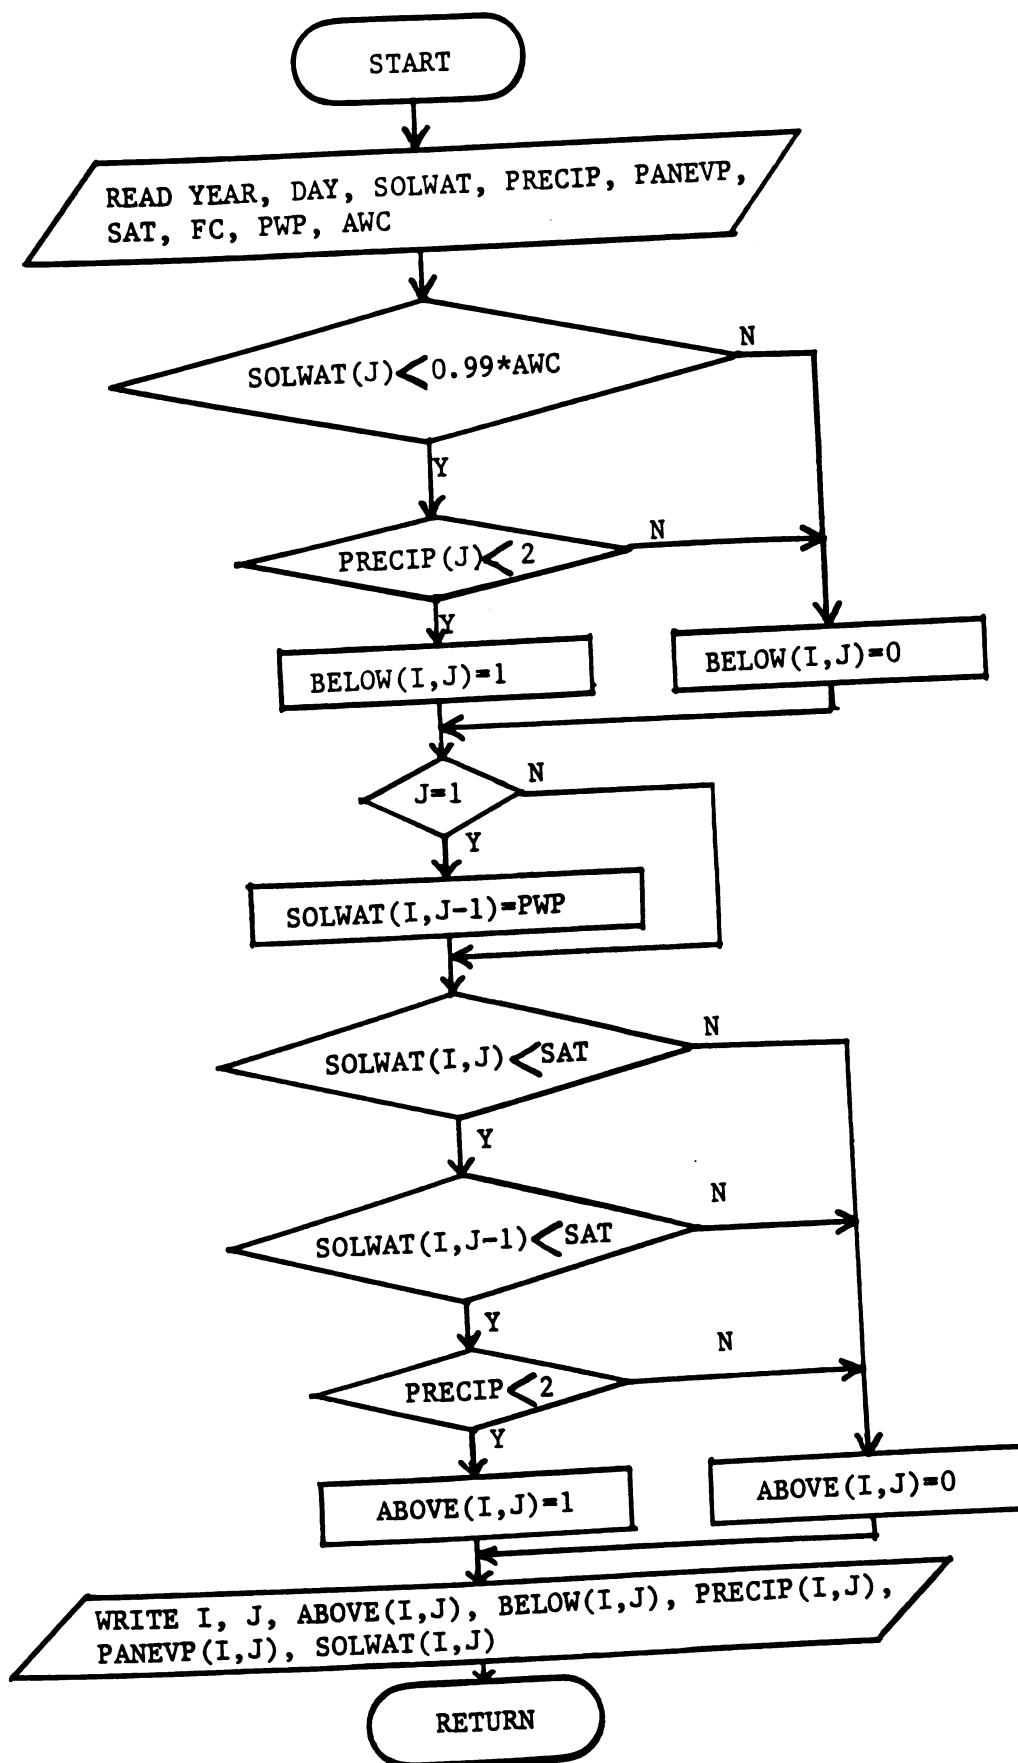 START
READ YEAR, DAY, SOLWAT, PRECIP, PANEVP,
SAT, FC, PWP, AWC
SOLWAT(J)<0.99*AWC
N
Y
PRECIP(J)<2
N
Y
BELOW(I,J)=1
BELOW(I,J)=0
J=1
N
Y
SOLWAT(I,J-1)=PWP
SOLWAT(I,J)<SAT
N
Y
SOLWAT(I,J-1)<SAT
N
Y
PRECIP<2
N
Y
ABOVE(I,J)=1
ABOVE(I,J)=0
WRITE I, J, ABOVE(I,J), BELOW(I,J), PRECIP(I,J),
PANEVP(I,J), SOLWAT(I,J)
RETURN